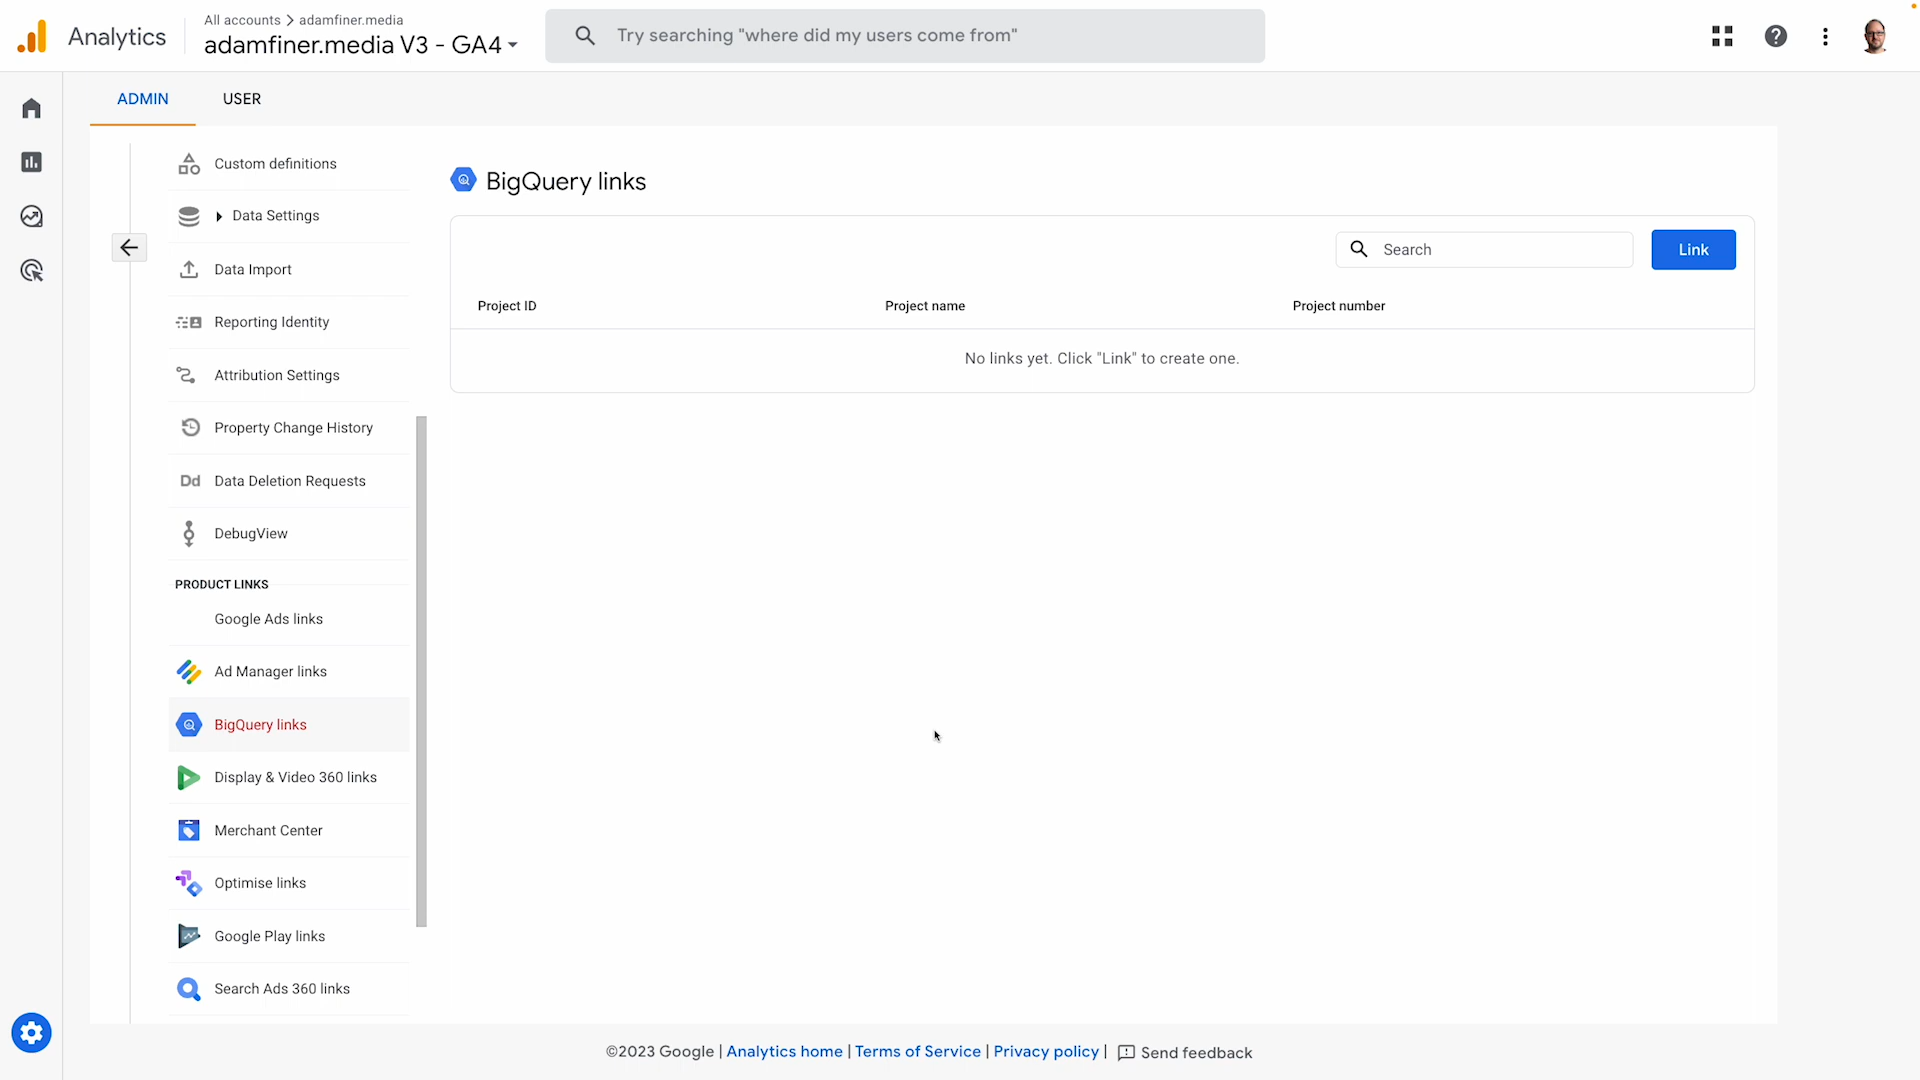 Analytics
All accounts > adamfiner.media
adamfiner.media V3 - GA4
Try searching "where did my users come from"
ADMIN
USER
Custom definitions
Data Settings
Data Import
Reporting Identity
Attribution Settings
Property Change History
Dd Data Deletion Requests
DebugView
PRODUCT LINKS
Google Ads links
Ad Manager links
BigQuery links
Display & Video 360 links
Merchant Center
Optimise links
Google Play links
Search Ads 360 links
BigQuery links
Search
Link
Project ID
Project name
Project number
No links yet. Click "Link" to create one.
©2023 Google | Analytics home | Terms of Service | Privacy policy | Send feedback